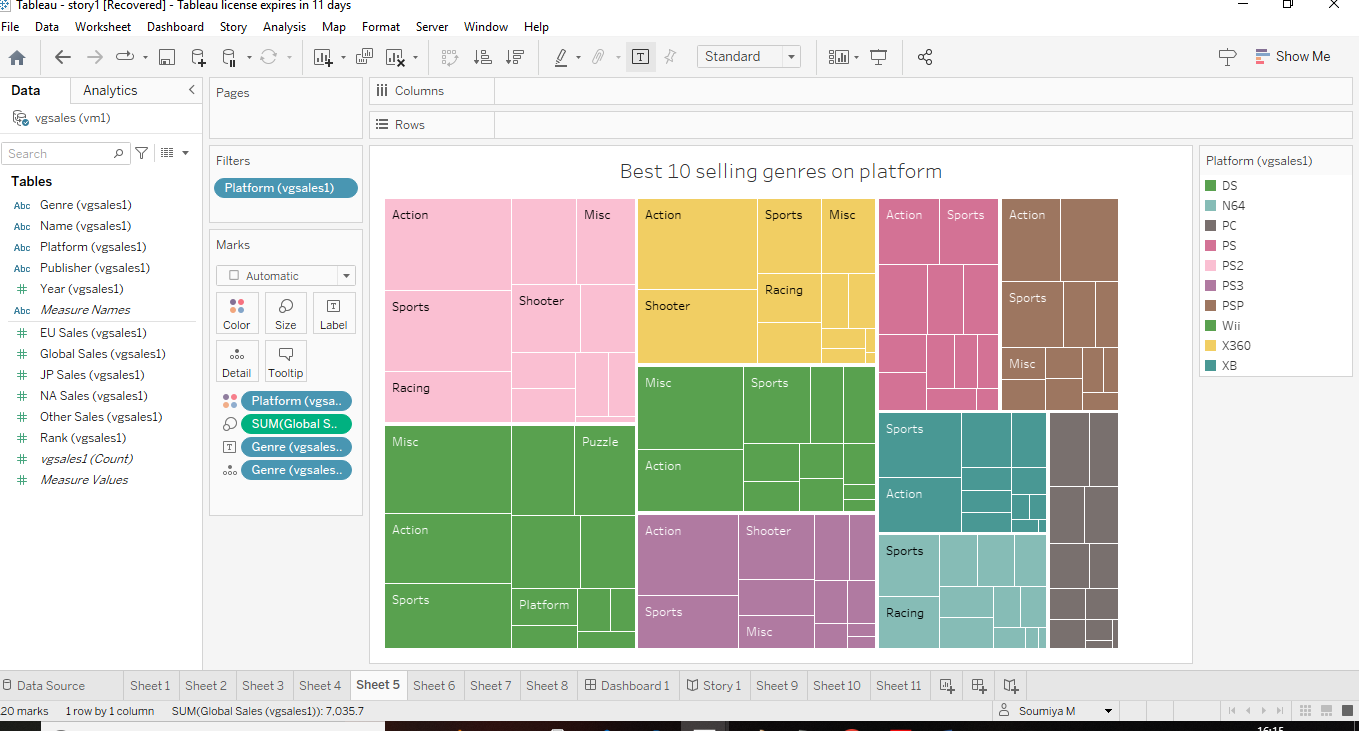 Tableau - story1 [Recovered] - Tableau license expires in 11 days
File Data Worksheet Dashboard Story Analysis Map Format Server Window Help
Standard
Show Me
Data Analytics
vgsales (vm1)
Search
Tables
Abc Genre (vgsales1)
Abc Name (vgsales1)
Abc Platform (vgsales1)
Abc Publisher (vgsales1)
# Year (vgsales1)
Abc Measure Names
# EU Sales (vgsales1)
# Global Sales (vgsales1)
# JP Sales (vgsales1)
# NA Sales (vgsales1)
# Other Sales (vgsales1)
# Rank (vgsales1)
# vgsales1 (Count)
# Measure Values
Pages
Filters
Platform (vgsales1)
Marks
Automatic
Color Size Label
Detail Tooltip
Platform (vgsa..
SUM(Global S..
Genre (vgsales..
Genre (vgsales..
Columns
Rows
Best 10 selling genres on platform
Action Misc
Sports Shooter
Racing
Misc Puzzle
Action
Sports Platform
Action Sports Misc
Shooter Racing
Misc Sports
Action
Action Shooter
Sports Misc
Action Sports
Action
Sports
Misc
Sports
Action
Sports
Racing
Platform (vgsales1)
DS
N64
PC
PS
PS2
PS3
PSP
Wii
X360
XB
Data Source Sheet 1 Sheet 2 Sheet 3 Sheet 4 Sheet 5 Sheet 6 Sheet 7 Sheet 8 Dashboard 1 Story 1 Sheet 9 Sheet 10 Sheet 11
20 marks 1 row by 1 column SUM(Global Sales (vgsales1)): 7,035.7 Soumiya M
16:15